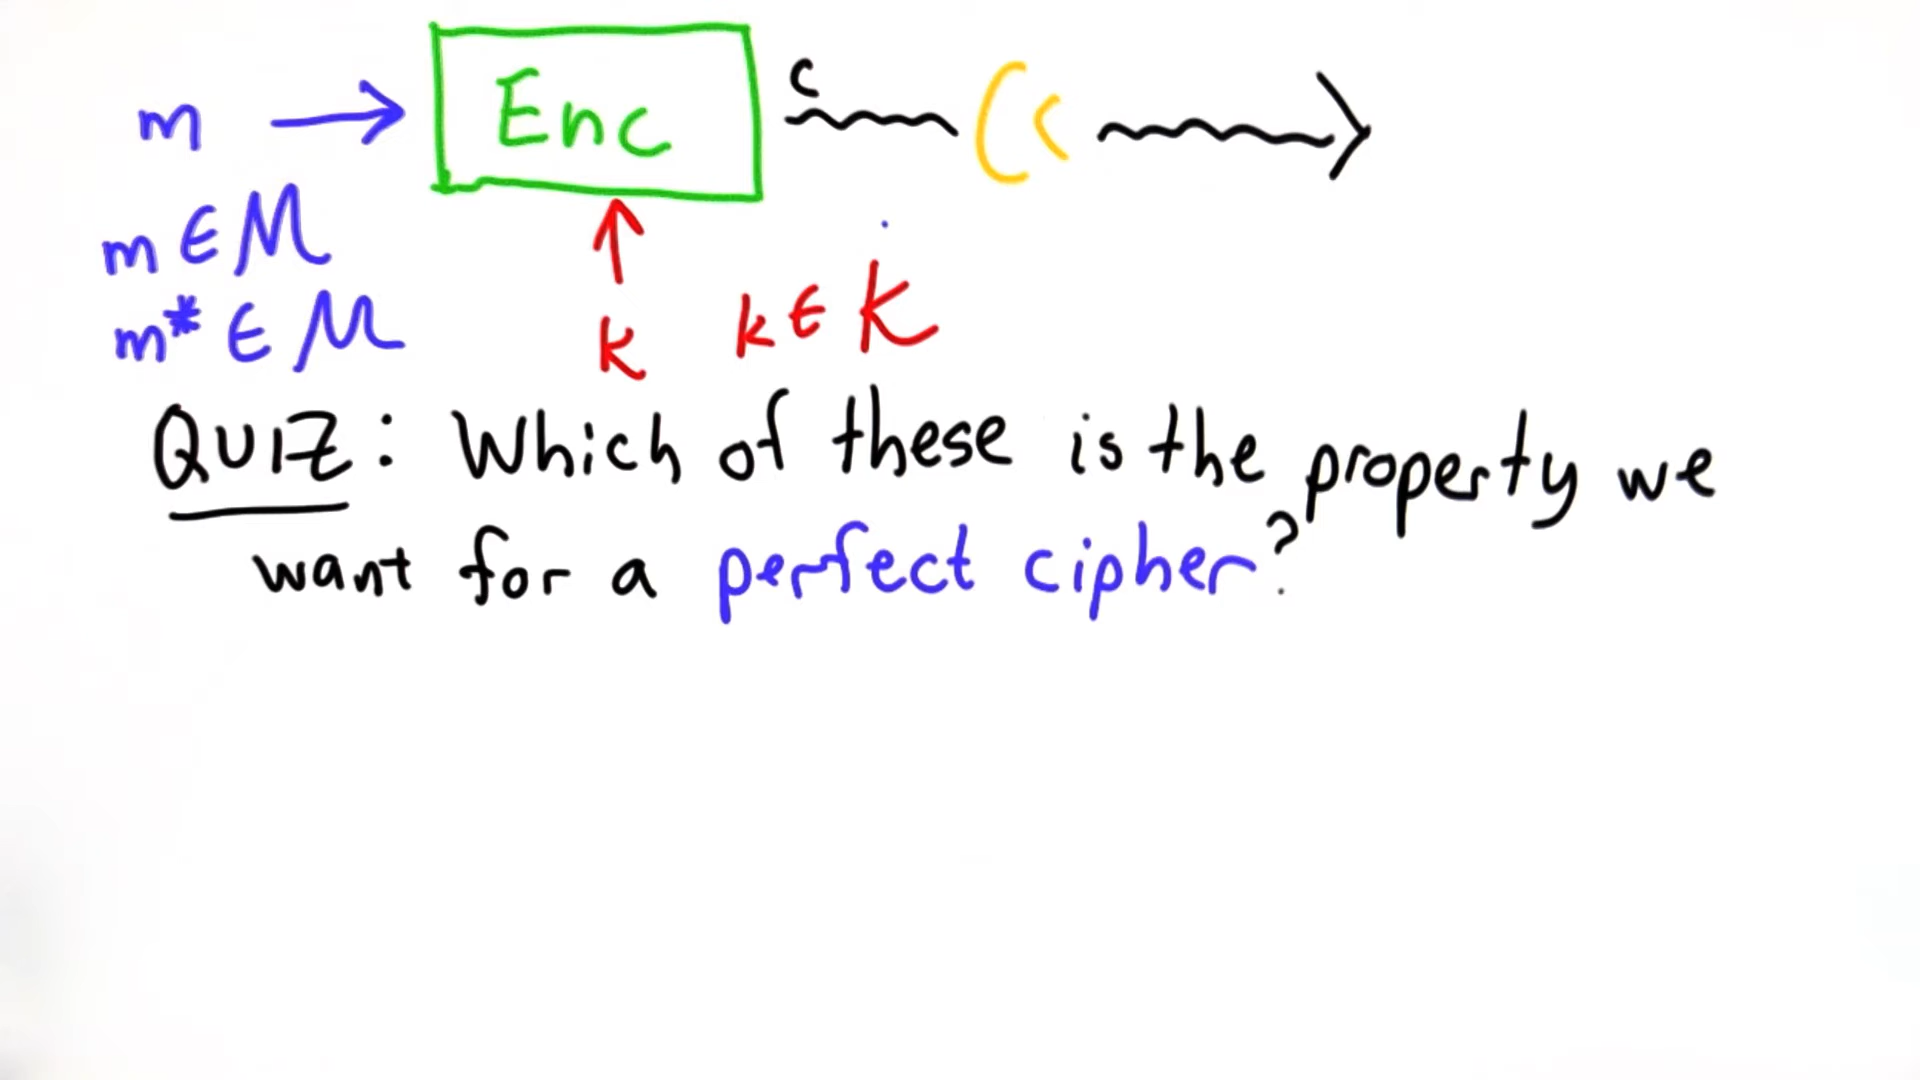 m → Enc c
m ∈ M
m* ∈ M
k k ∈ K
QUIZ: Which of these is the property we
want for a perfect cipher?